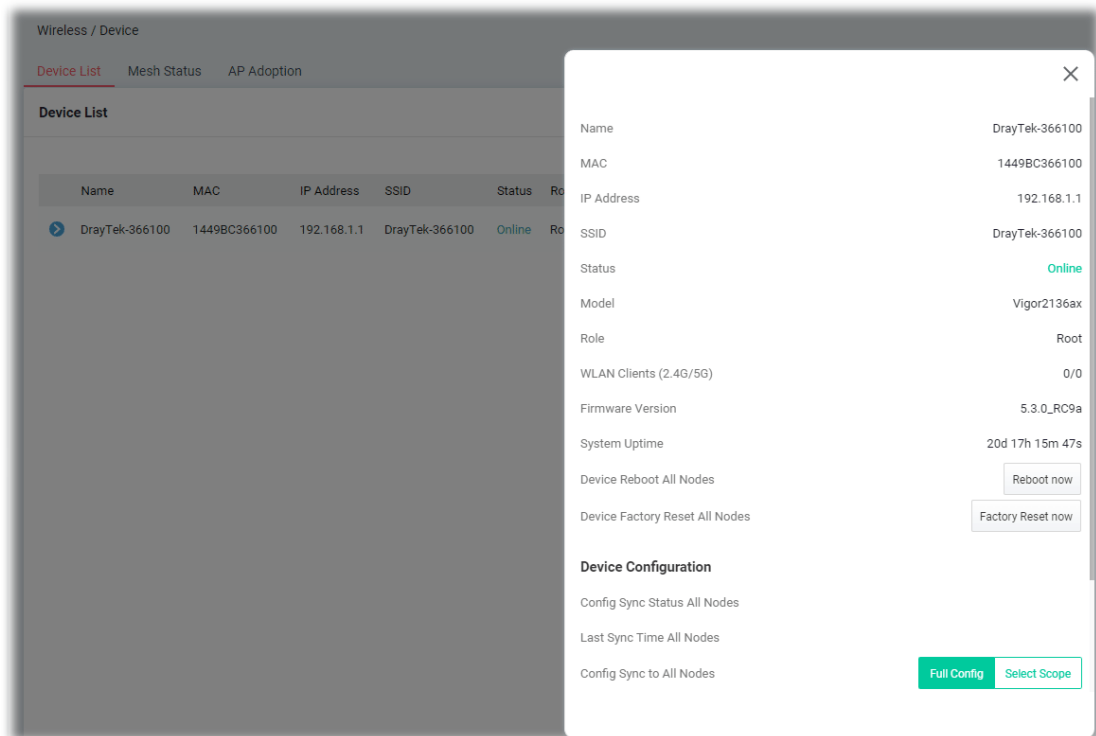 Wireless / Device
Device List Mesh Status AP Adoption
Device List
Name MAC IP Address SSID Status Ro
DrayTek-366100 1449BC366100 192.168.1.1 DrayTek-366100 Online Ro
Name DrayTek-366100
MAC 1449BC366100
IP Address 192.168.1.1
SSID DrayTek-366100
Status Online
Model Vigor2136ax
Role Root
WLAN Clients (2.4G/5G) 0/0
Firmware Version 5.3.0_RC9a
System Uptime 20d 17h 15m 47s
Device Reboot All Nodes Reboot now
Device Factory Reset All Nodes Factory Reset now
Device Configuration
Config Sync Status All Nodes
Last Sync Time All Nodes
Config Sync to All Nodes Full Config Select Scope